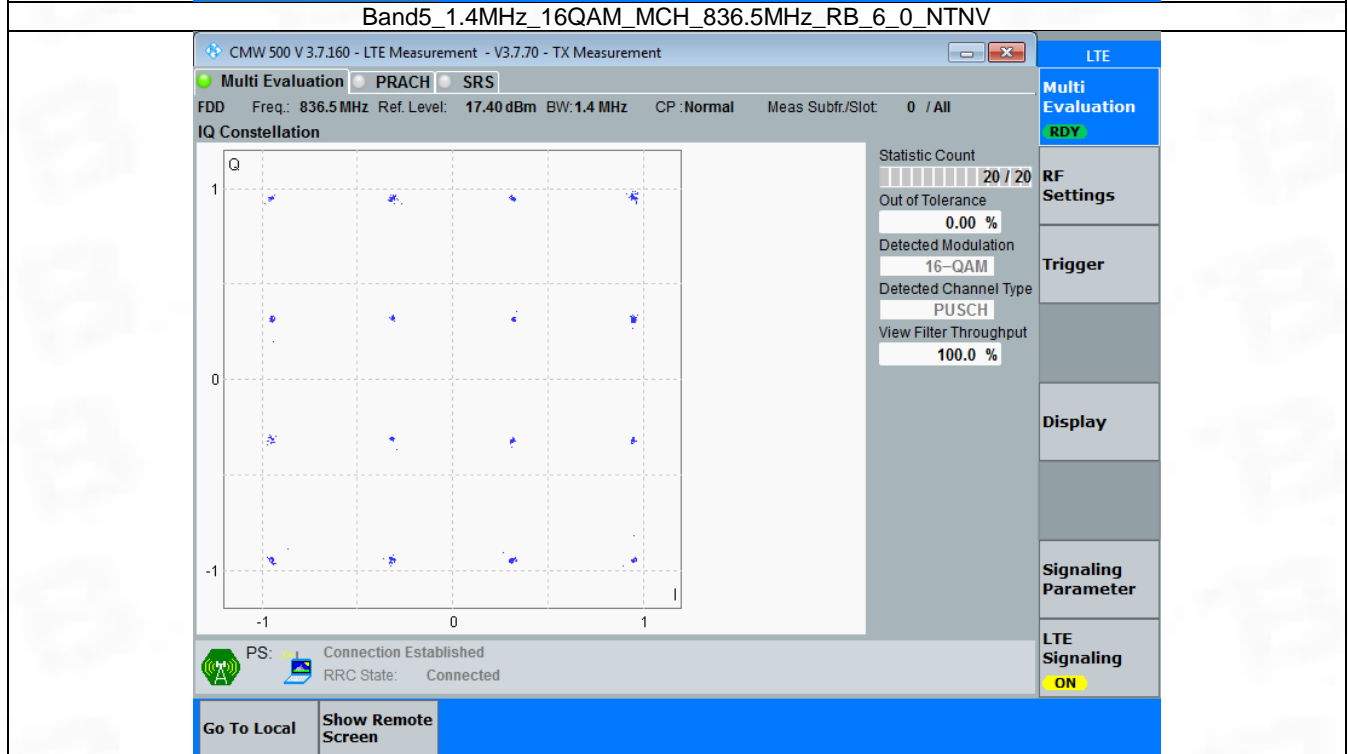 Band5_1.4MHz_16QAM_MCH_836.5MHz_RB_6_0_NTNV
CMW 500 V 3.7.160 - LTE Measurement - V3.7.70 - TX Measurement
LTE
Multi Evaluation PRACH SRS
FDD Freq.: 836.5 MHz Ref. Level: 17.40 dBm BW: 1.4 MHz CP : Normal Meas Subfr./Slot: 0 / All
IQ Constellation
Q
1
0
-1
-1 0 1
I
Statistic Count
20 / 20
Out of Tolerance
0.00 %
Detected Modulation
16-QAM
Detected Channel Type
PUSCH
View Filter Throughput
100.0 %
Multi
Evaluation
RDY
RF
Settings
Trigger
Display
Signaling
Parameter
LTE
Signaling
ON
PS: Connection Established
RRC State: Connected
Go To Local
Show Remote
Screen